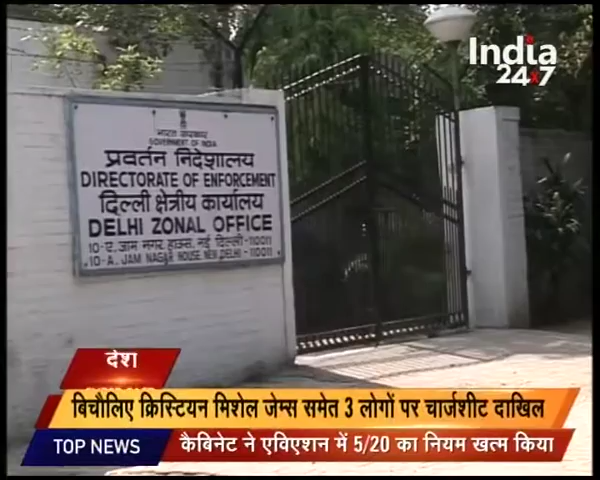 India
24x7
भारत सरकार
GOVERNMENT OF INDIA
प्रवर्तन निदेशालय
DIRECTORATE OF ENFORCEMENT
दिल्ली क्षेत्रीय कार्यालय
DELHI ZONAL OFFICE
10-ए, जाम नगर हाउस, नई दिल्ली-110011
10-A, JAM NAGAR HOUSE, NEW DELHI-110011
देश
बिचौलिए क्रिस्टियन मिशेल जेम्स समेत 3 लोगों पर चार्जशीट दाखिल
TOP NEWS
कैबिनेट ने एविएशन में 5/20 का नियम खत्म किया